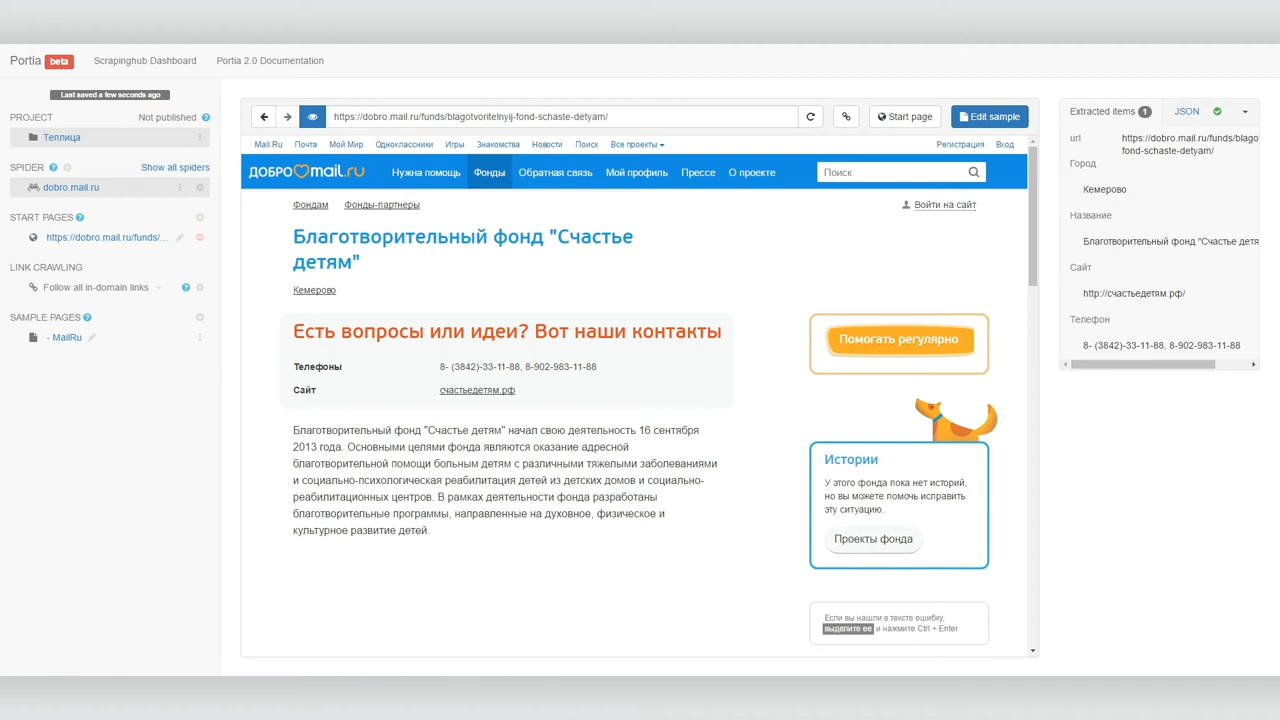 Portia beta Scrapinghub Dashboard Portia 2.0 Documentation
Last saved a few seconds ago
PROJECT Not published
Теплица
SPIDER Show all spiders
dobro.mail.ru
START PAGES
https://dobro.mail.ru/funds/...
LINK CRAWLING
Follow all in-domain links
SAMPLE PAGES
- MailRu
https://dobro.mail.ru/funds/blagotvoritelnyij-fond-schaste-detyam/
Start page
Edit sample
Mail.Ru Почта Мой Мир Одноклассники Игры Знакомства Новости Поиск Все проекты Регистрация Вход
ДОБРО mail.ru Нужна помощь Фонды Обратная связь Мой профиль Прессе О проекте Поиск
Фондам Фонды-партнеры Войти на сайт
Благотворительный фонд "Счастье
детям"
Кемерово
Есть вопросы или идеи? Вот наши контакты
Телефоны 8- (3842)-33-11-88, 8-902-983-11-88
Сайт счастьедетям.рф
Благотворительный фонд "Счастье детям" начал свою деятельность 16 сентября
2013 года. Основными целями фонда являются оказание адресной
благотворительной помощи больным детям с различными тяжелыми заболеваниями
и социально-психологическая реабилитация детей из детских домов и социально-
реабилитационных центров. В рамках деятельности фонда разработаны
благотворительные программы, направленные на духовное, физическое и
культурное развитие детей.
Помогать регулярно
Истории
У этого фонда пока нет историй,
но вы можете помочь исправить
эту ситуацию.
Проекты фонда
Если вы нашли в тексте ошибку,
выделите ее и нажмите Ctrl + Enter
Extracted items 1 JSON
url https://dobro.mail.ru/funds/blagot
fond-schaste-detyam/
Город
Кемерово
Название
Благотворительный фонд "Счастье детя
Сайт
http://счастьедетям.рф/
Телефон
8- (3842)-33-11-88, 8-902-983-11-88